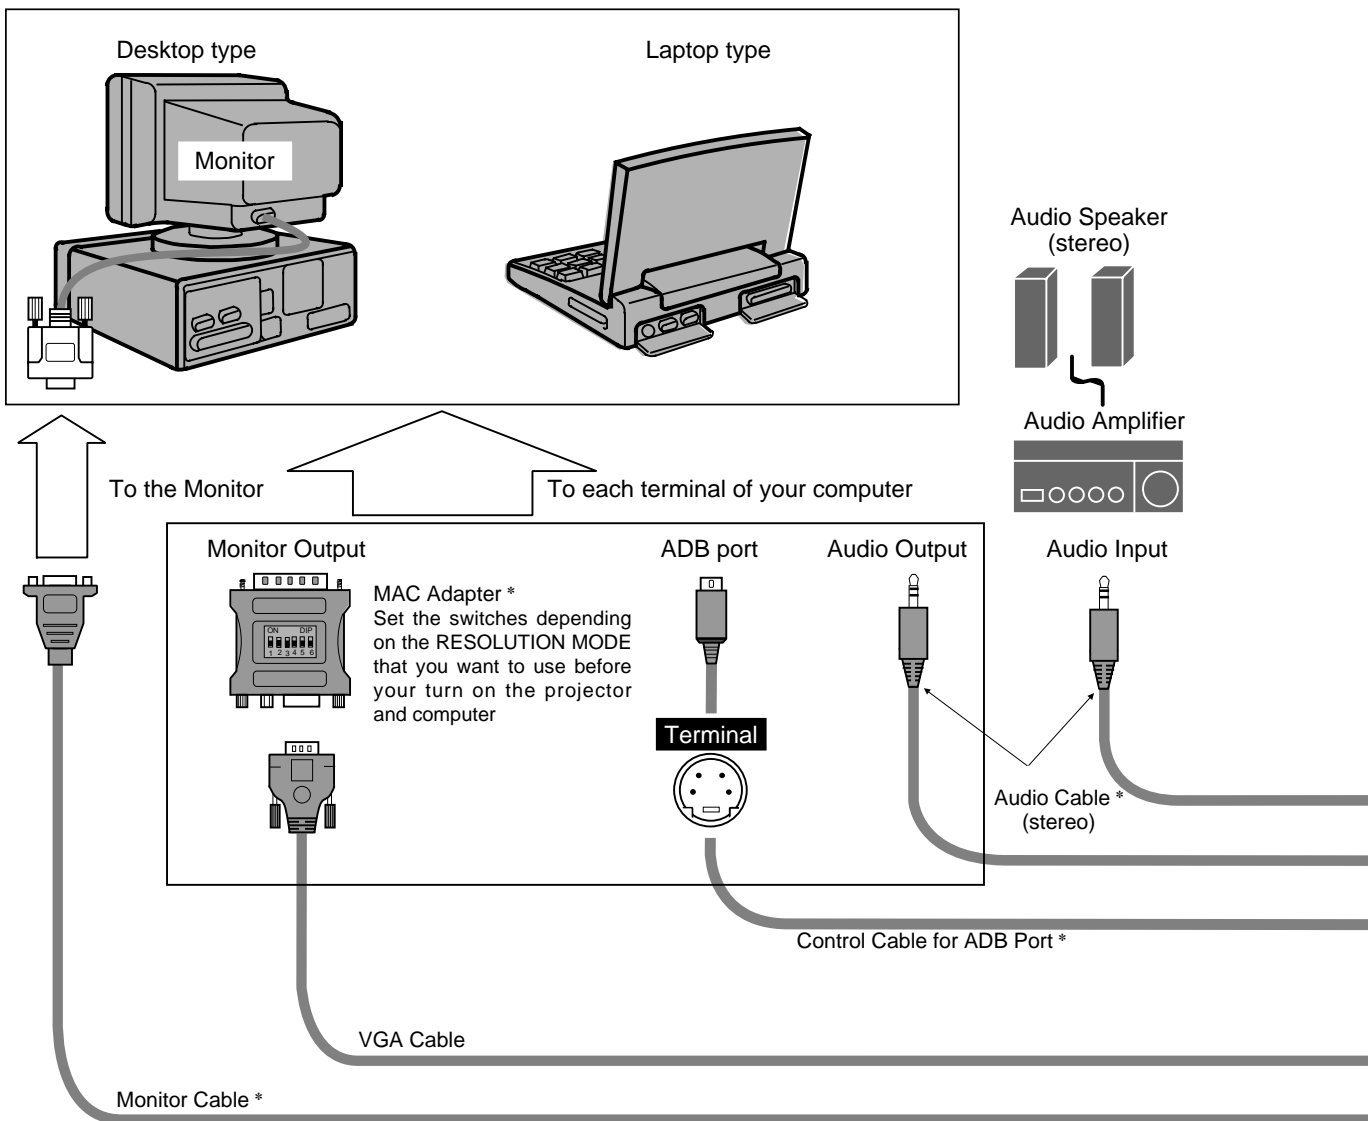 Desktop type
Laptop type
Monitor
Audio Speaker
(stereo)
Audio Amplifier
To the Monitor
To each terminal of your computer
Monitor Output
ADB port
Audio Output
Audio Input
MAC Adapter *
Set the switches depending
on the RESOLUTION MODE
that you want to use before
your turn on the projector
and computer
ON DIP
1 2 3 4 5 6
Terminal
Audio Cable *
(stereo)
Control Cable for ADB Port *
VGA Cable
Monitor Cable *